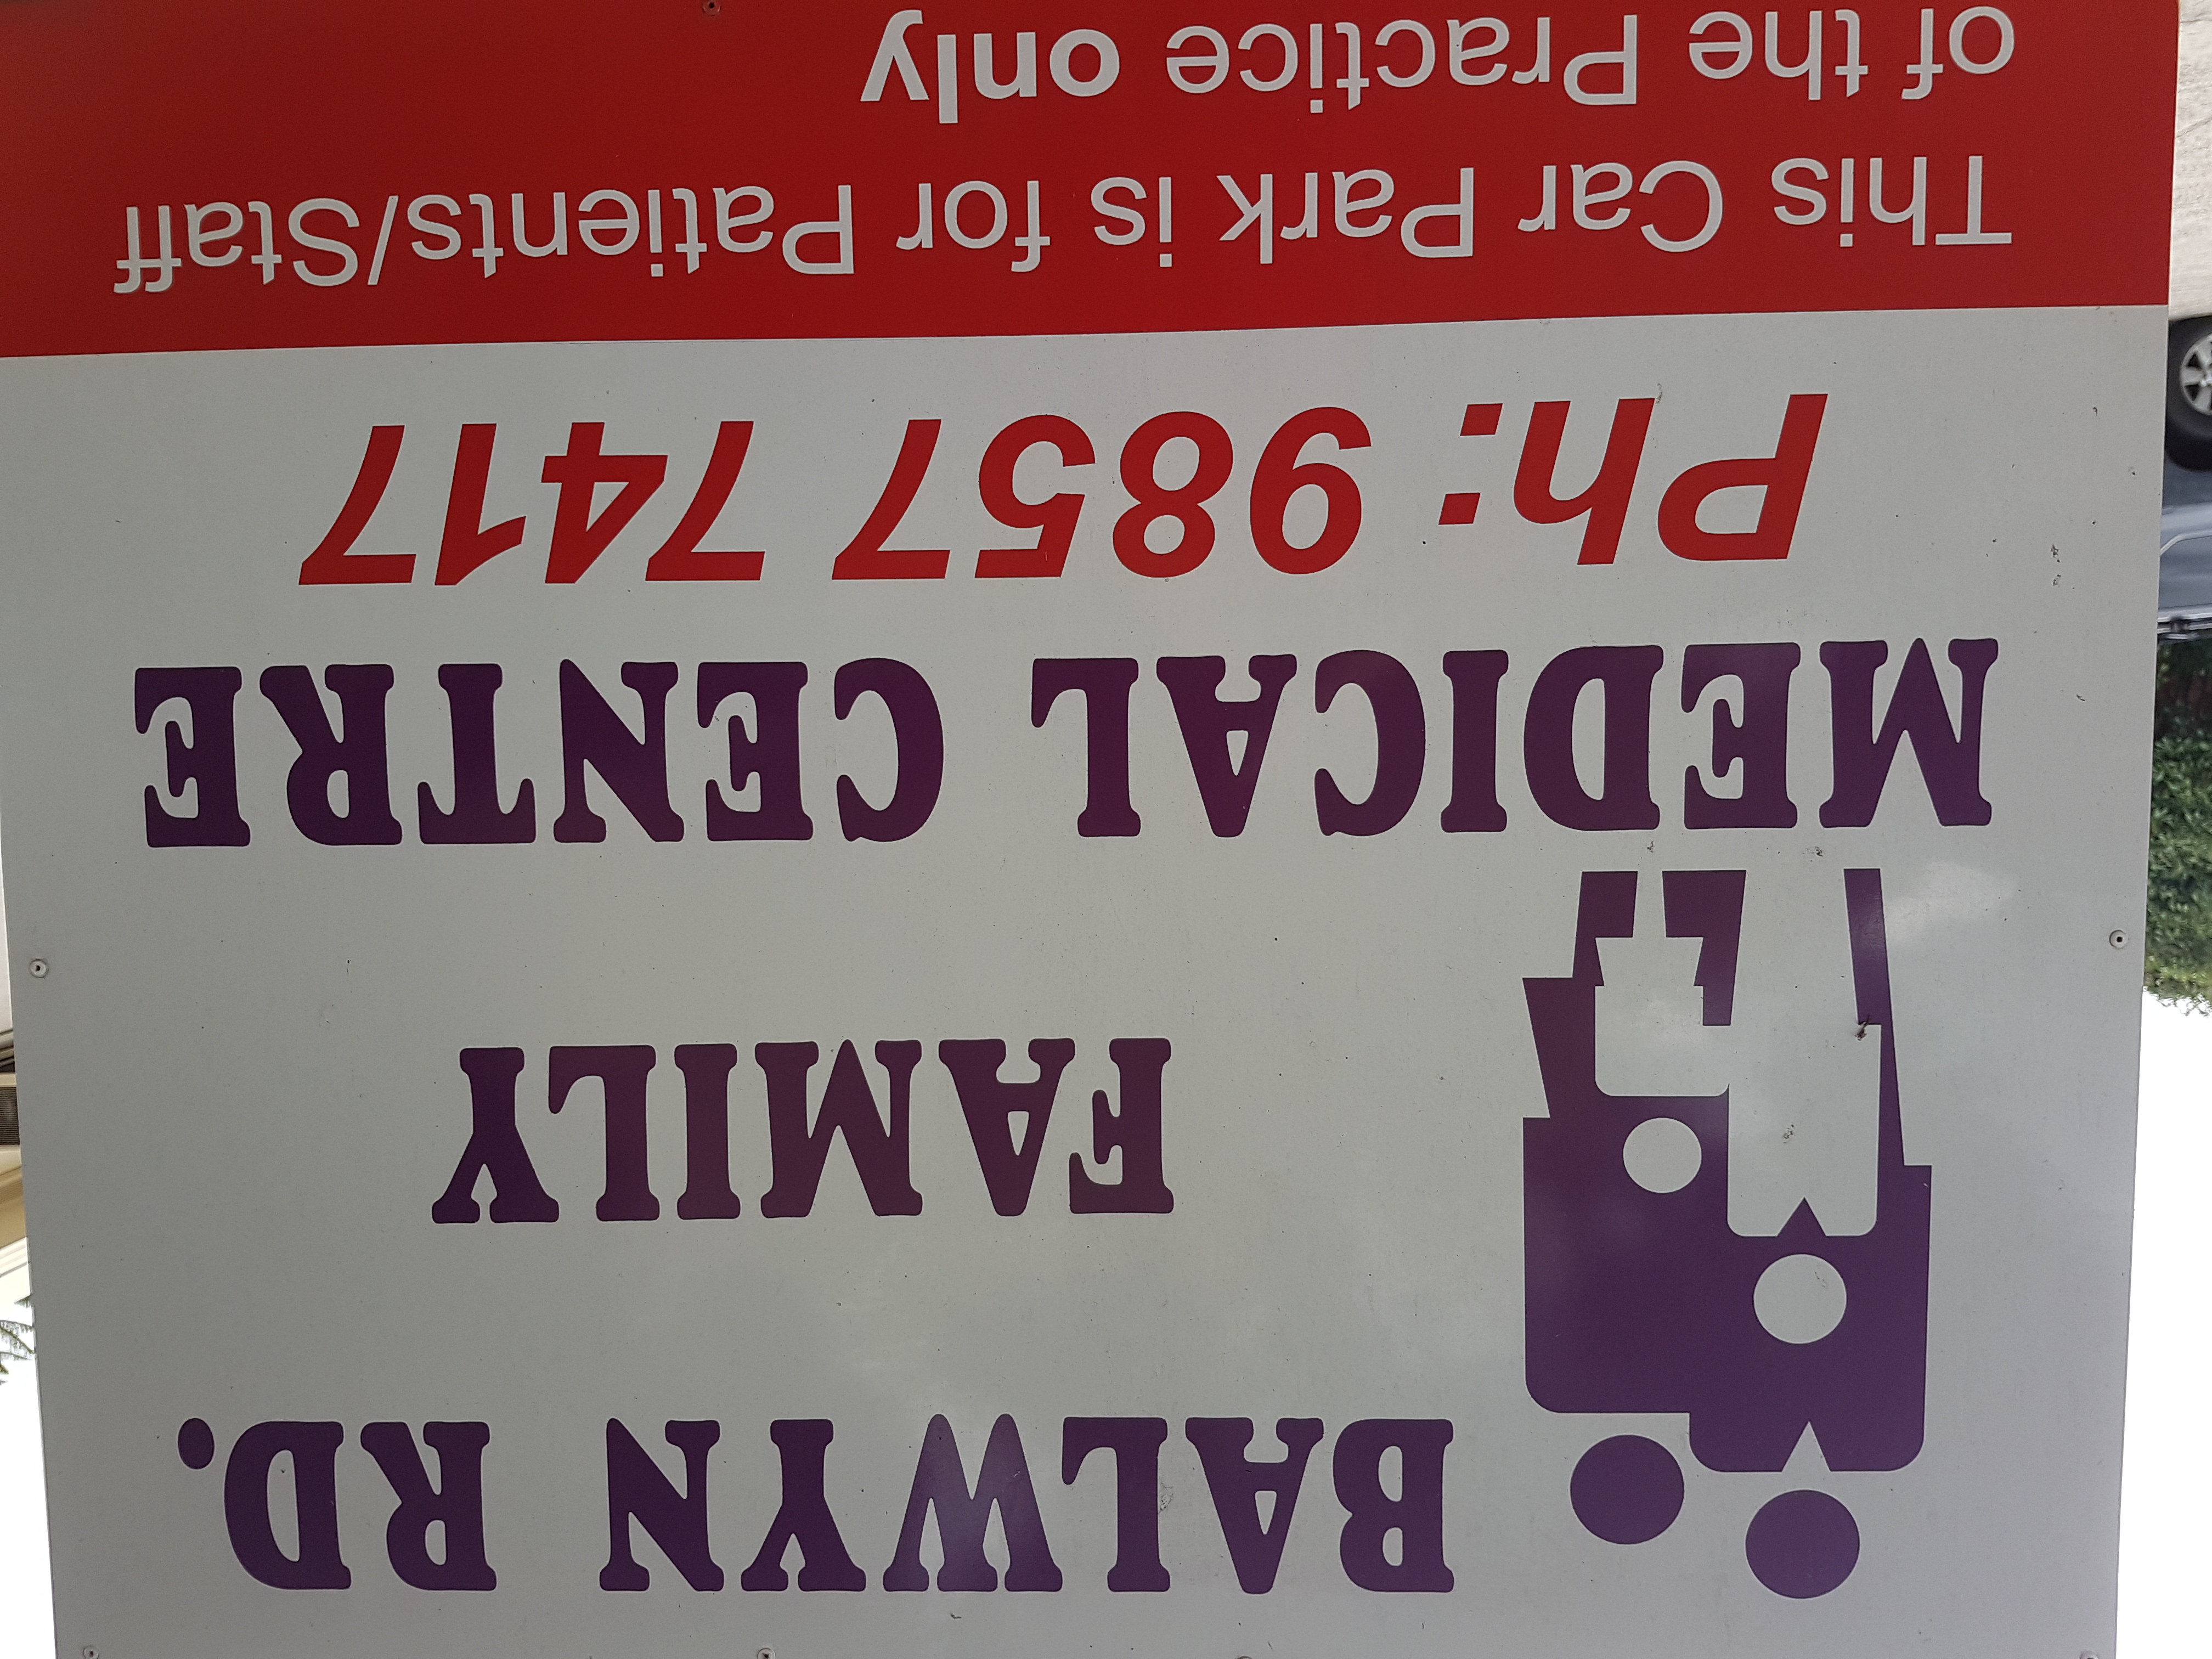 BALWYN RD.
FAMILY
MEDICAL CENTRE
Ph: 9857 7417
This Car Park is for Patients/Staff
of the Practice only